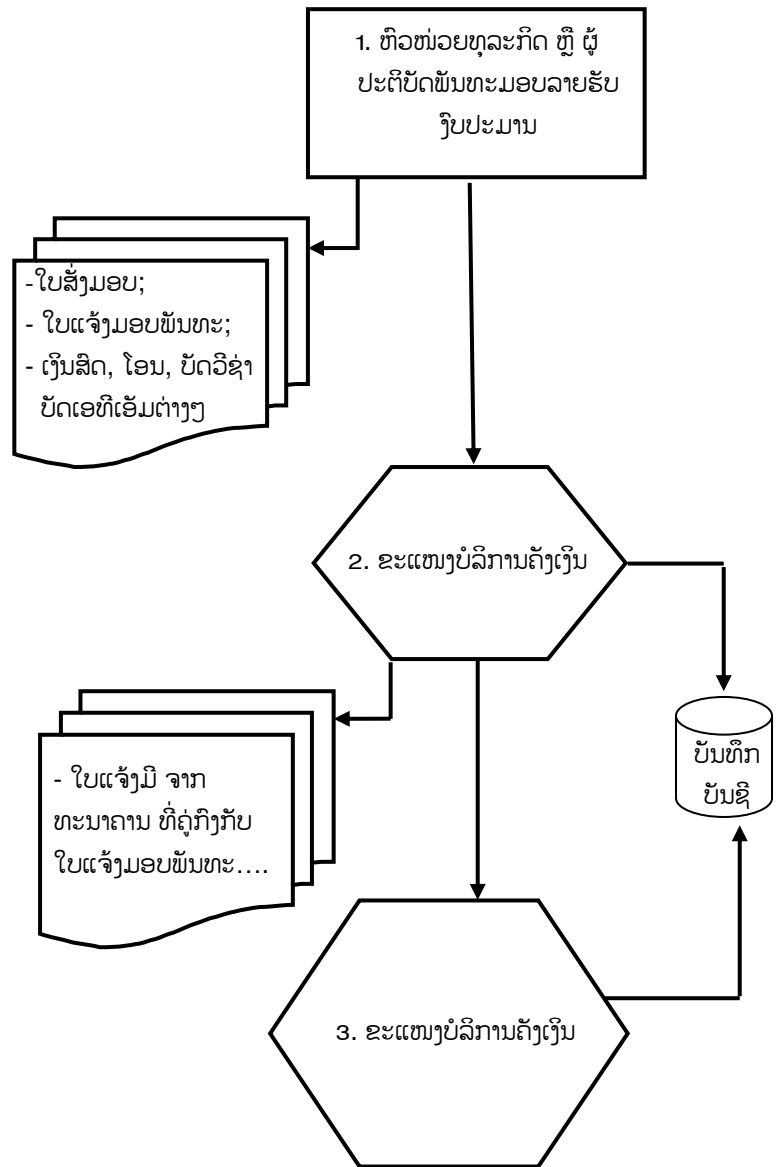 1. ຫົວໜ່ວຍທຸລະກິດ ຫຼື ຜູ້
ປະຕິບັດພັນທະມອບລາຍຮັບ
ງົບປະມານ
-ໃບສັ່ງມອບ;
- ໃບແຈ້ງມອບພັນທະ;
- ເງິນສົດ, ໂອນ, ບັດວີຊ່າ
ບັດເອທີເອັມຕ່າງໆ
2. ຂະແໜງບໍລິການຄັງເງິນ
- ໃບແຈ້ງມີ ຈາກ
ທະນາຄານ ທີ່ຄູ່ກົງກັບ
ໃບແຈ້ງມອບພັນທະ....
ບັນທຶກ
ບັນຊີ
3. ຂະແໜງບໍລິການຄັງເງິນ